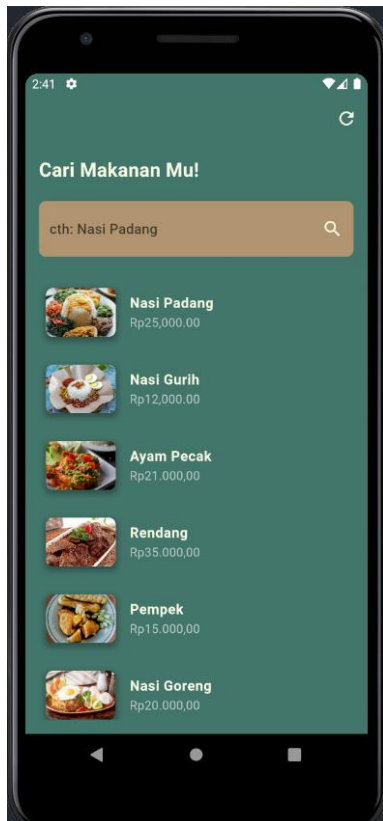 2:41
Cari Makanan Mu!
cth: Nasi Padang
Nasi Padang
Rp25,000.00
Nasi Gurih
Rp12,000.00
Ayam Pecak
Rp21.000,00
Rendang
Rp35.000,00
Pempek
Rp15.000,00
Nasi Goreng
Rp20.000,00